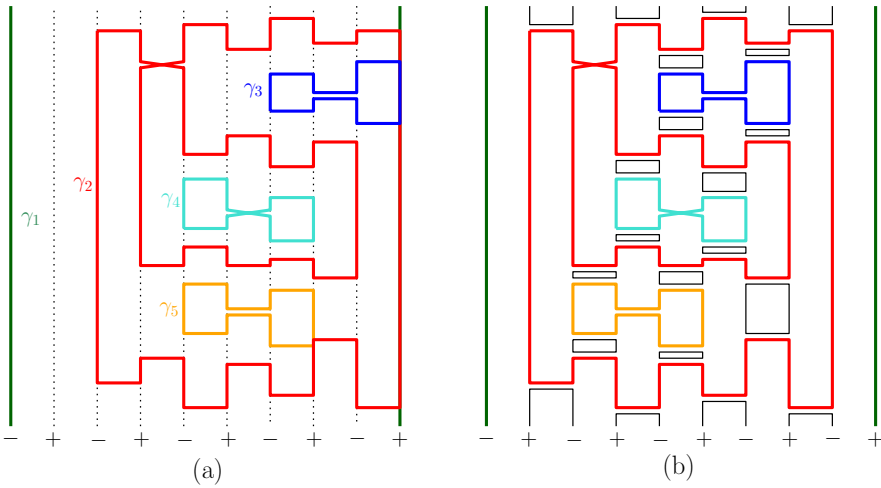 γ₃
γ₂
γ₄
γ₁
γ₅
− + − + − + − + − +
− + − + − + − + − +
(a) (b)